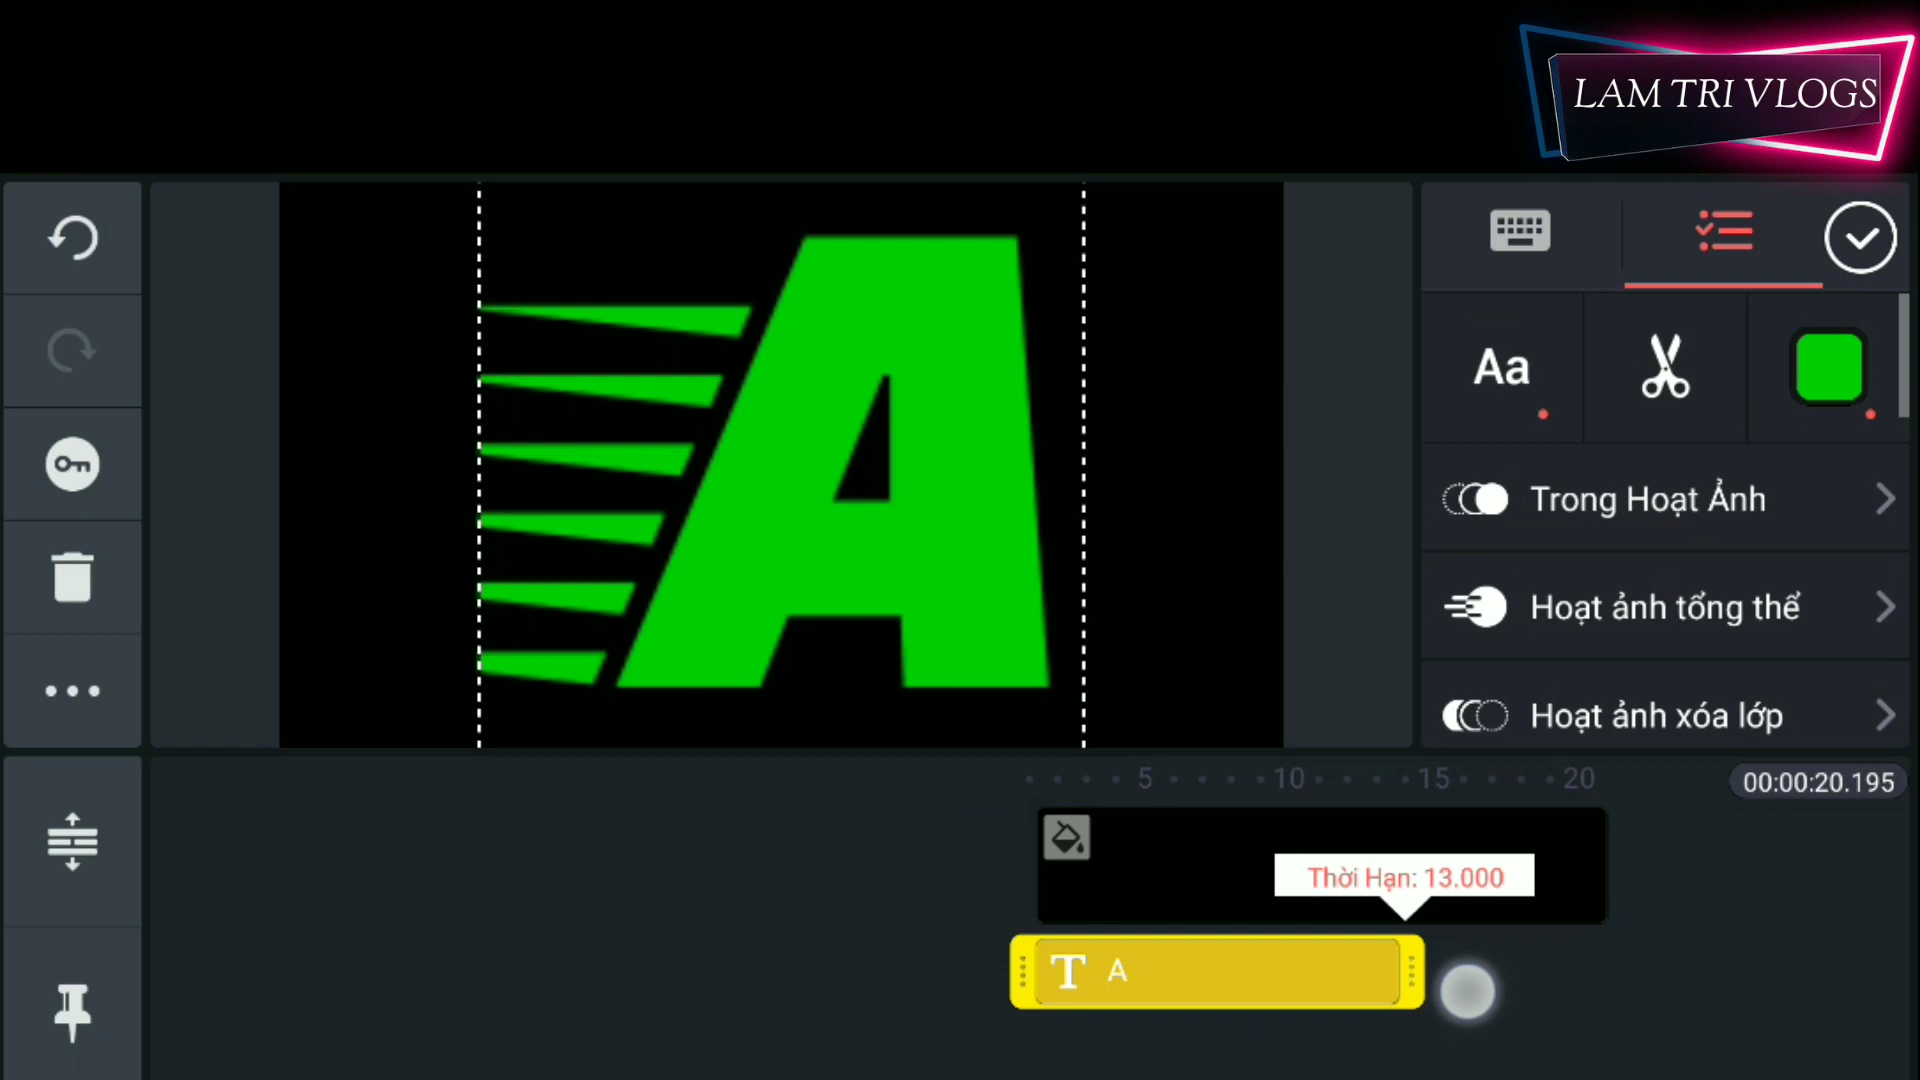 LAM TRI VLOGS
A
Aa
Trong Hoạt Ảnh
Hoạt ảnh tổng thể
Hoạt ảnh xóa lớp
5 10 15 20
00:00:20.195
Thời Hạn: 13.000
T A